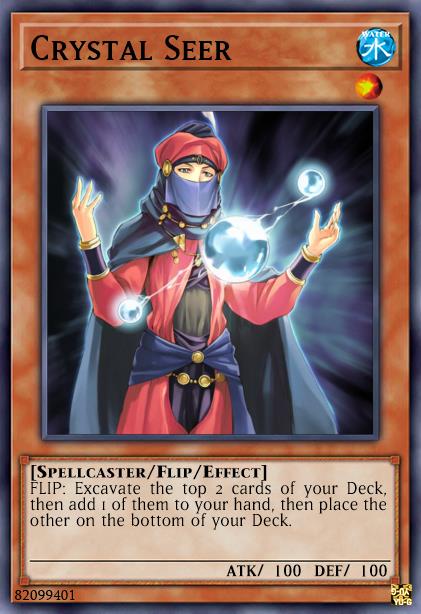 CRYSTAL SEER
WATER
水
[SPELLCASTER/FLIP/EFFECT]
FLIP: Excavate the top 2 cards of your Deck,
then add 1 of them to your hand, then place the
other on the bottom of your Deck.
ATK/ 100 DEF/ 100
82099401